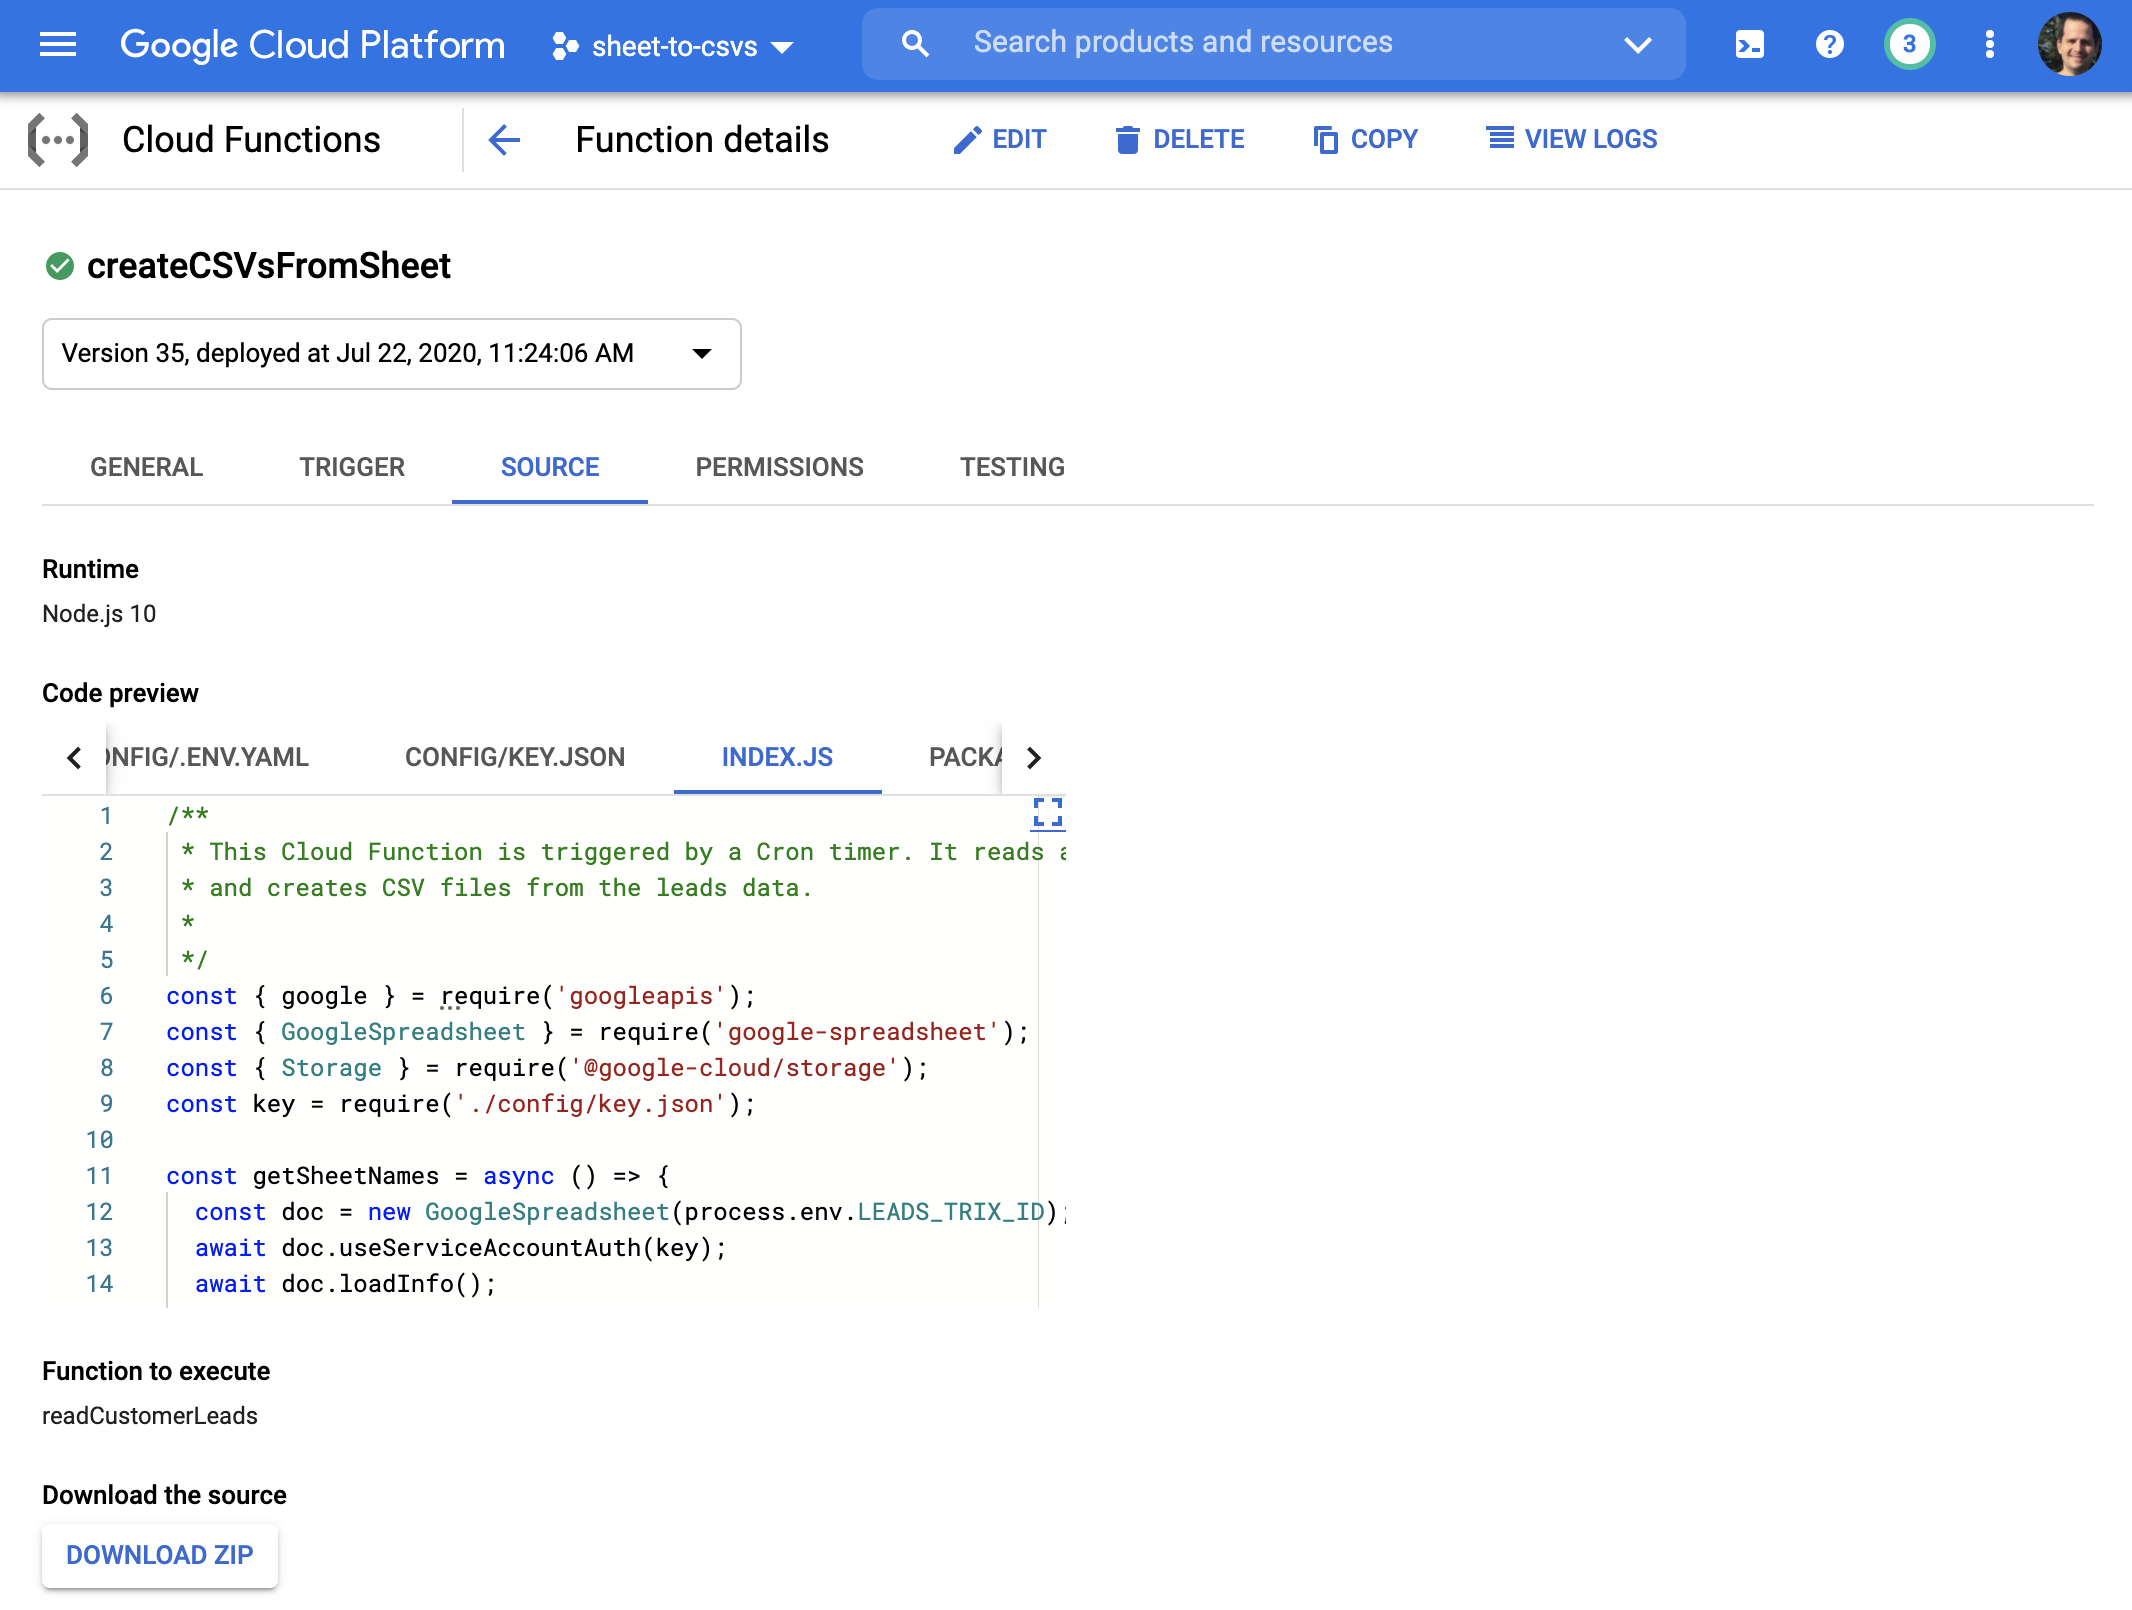 Google Cloud Platform sheet-to-csvs Search products and resources 3
Cloud Functions Function details EDIT DELETE COPY VIEW LOGS
createCSVsFromSheet
Version 35, deployed at Jul 22, 2020, 11:24:06 AM
GENERAL TRIGGER SOURCE PERMISSIONS TESTING
Runtime
Node.js 10
Code preview
ONFIG/.ENV.YAML CONFIG/KEY.JSON INDEX.JS PACKA
1 /**
2 * This Cloud Function is triggered by a Cron timer. It reads a
3 * and creates CSV files from the leads data.
4 *
5 */
6 const { google } = require('googleapis');
7 const { GoogleSpreadsheet } = require('google-spreadsheet');
8 const { Storage } = require('@google-cloud/storage');
9 const key = require('./config/key.json');
10
11 const getSheetNames = async () => {
12 const doc = new GoogleSpreadsheet(process.env.LEADS_TRIX_ID);
13 await doc.useServiceAccountAuth(key);
14 await doc.loadInfo();
Function to execute
readCustomerLeads
Download the source
DOWNLOAD ZIP